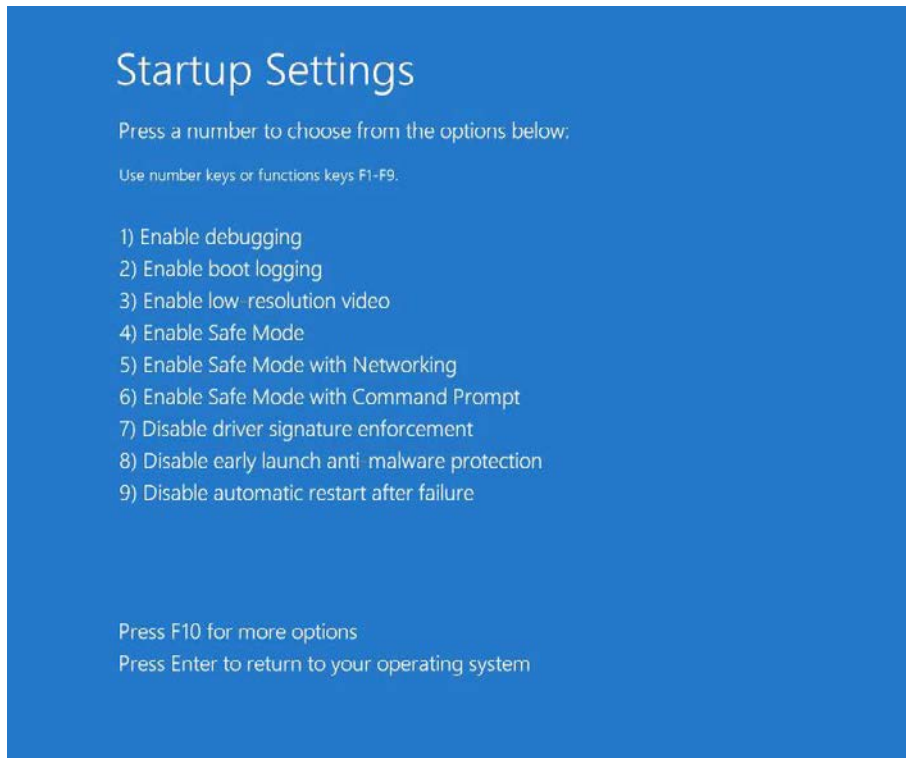 Startup Settings
Press a number to choose from the options below:
Use number keys or functions keys F1-F9.
1) Enable debugging
2) Enable boot logging
3) Enable low-resolution video
4) Enable Safe Mode
5) Enable Safe Mode with Networking
6) Enable Safe Mode with Command Prompt
7) Disable driver signature enforcement
8) Disable early launch anti-malware protection
9) Disable automatic restart after failure
Press F10 for more options
Press Enter to return to your operating system